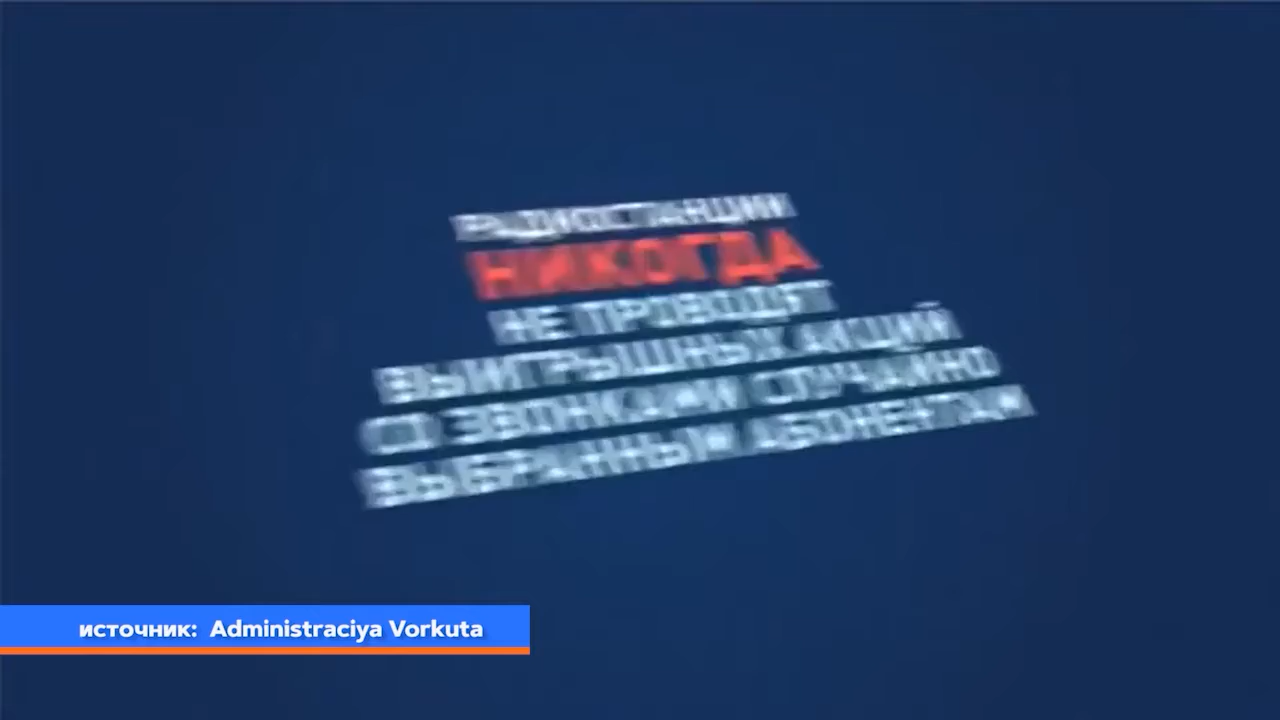 РАДИОСТАНЦИИ
НИКОГДА
НЕ ПРОВОДЯТ
ВЫИГРЫШНЫХ АКЦИЙ
СО ЗВОНКАМИ СЛУЧАЙНО
ВЫБРАННЫМ АБОНЕНТАМ
источник: Administraciya Vorkuta